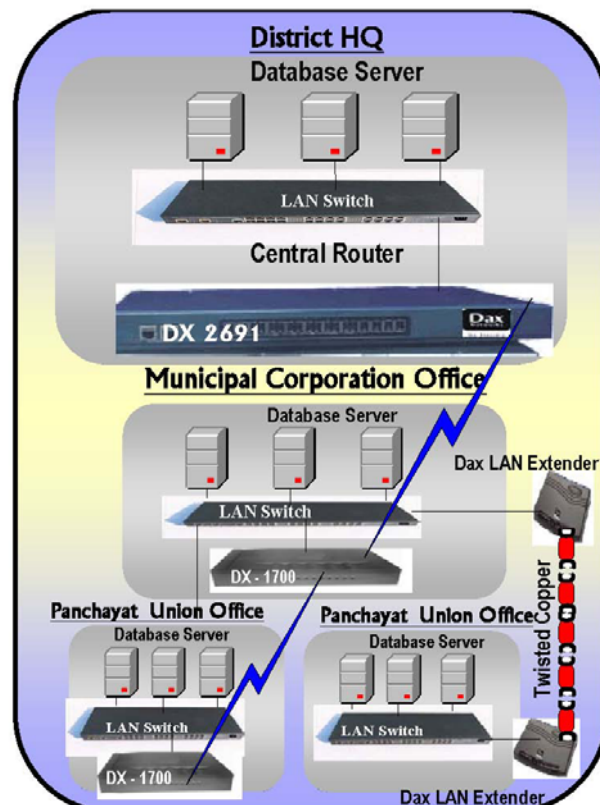 District HQ
Database Server
LAN Switch
Central Router
DX 2691
Dax
Municipal Corporation Office
Database Server
Dax LAN Extender
LAN Switch
DX - 1700
Twisted Copper
Panchayat Union Office
Database Server
LAN Switch
DX - 1700
Panchayat Union Office
Database Server
LAN Switch
Dax LAN Extender